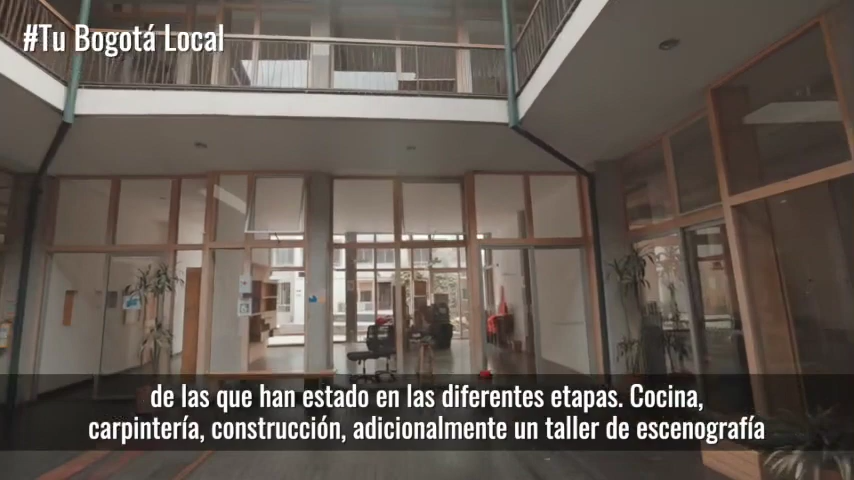 #Tu Bogotá Local
de las que han estado en las diferentes etapas. Cocina,
carpintería, construcción, adicionalmente un taller de escenografía